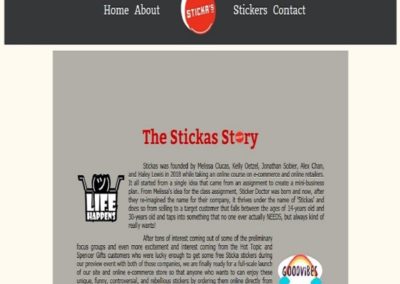 Home About STICKA'S Stickers Contact
The Stickas Story
Stickas was founded by Melissa Clucas, Kelly Oetzel, Jonathan Sobier, Alex Chan,
and Haley Lewis in 2018 while taking an online course on e-commerce and online retailers.
It all started from a single idea that came from an assignment to create a mini-business
plan. From Melissa's idea for the class assignment, Sticker Doctor was born and now, after
they re-imagined the name for their company, it thrives under the name of 'Stickas' and
does so from selling to a target customer that falls between the ages of 14-years old and
30-years old and taps into something that no one ever actually NEEDS, but always kind of
really wants!
LIFE
HAPPENS
After tons of interest coming out of some of the preliminary
focus groups and even more excitement and interest coming from the Hot Topic and
Spencer Gifts customers who were lucky enough to get some free Sticka stickers during
our preview event with both of those companies, we are finally ready for a full-scale launch
of our site and online e-commerce store so that anyone who wants to can enjoy these
unique, funny, controversial, and rebellious stickers by ordering them online directly from
GOODVIBES